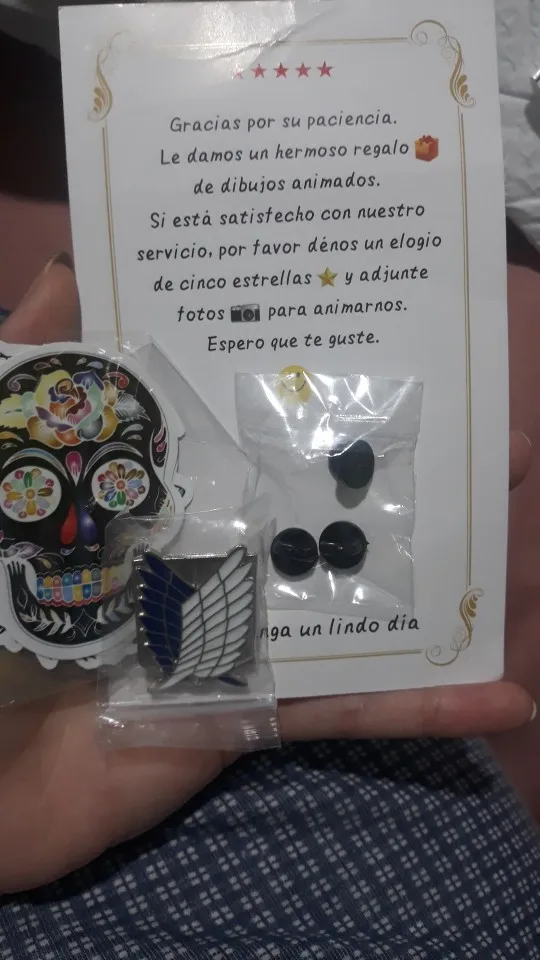 Gracias por su paciencia.
Le damos un hermoso regalo 🎁
de dibujos animados.
Si está satisfecho con nuestro
servicio, por favor dénos un elogio
de cinco estrellas ⭐ y adjunte
fotos 📷 para animarnos.
Espero que te guste.
nga un lindo día